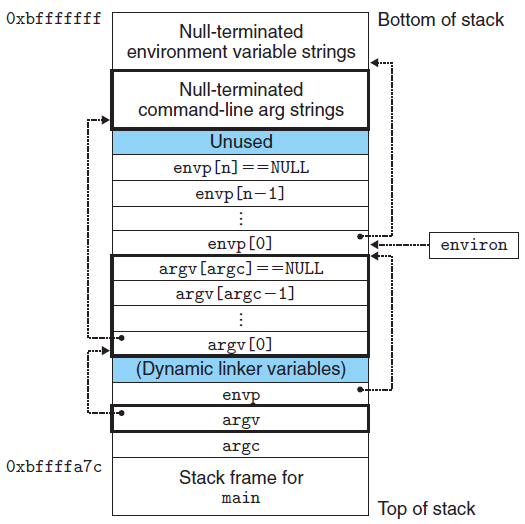 0xbfffffff
Bottom of stack
Null-terminated
environment variable strings
Null-terminated
command-line arg strings
Unused
envp[n]==NULL
envp[n−1]
⋮
envp[0]
environ
argv[argc]==NULL
argv[argc−1]
⋮
argv[0]
(Dynamic linker variables)
envp
argv
argc
0xbffffa7c
Stack frame for
main
Top of stack